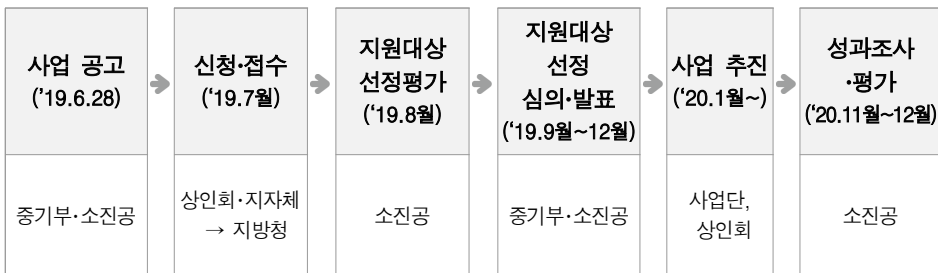 사업 공고
('19.6.28)
중기부·소진공
신청·접수
(‘19.7월)
상인회·지자체
→ 지방청
지원대상
선정평가
(‘19.8월)
소진공
지원대상
선정
심의·발표
(‘19.9월~12월)
중기부·소진공
사업 추진
(‘20.1월~)
사업단,
상인회
성과조사
·평가
(‘20.11월~12월)
소진공